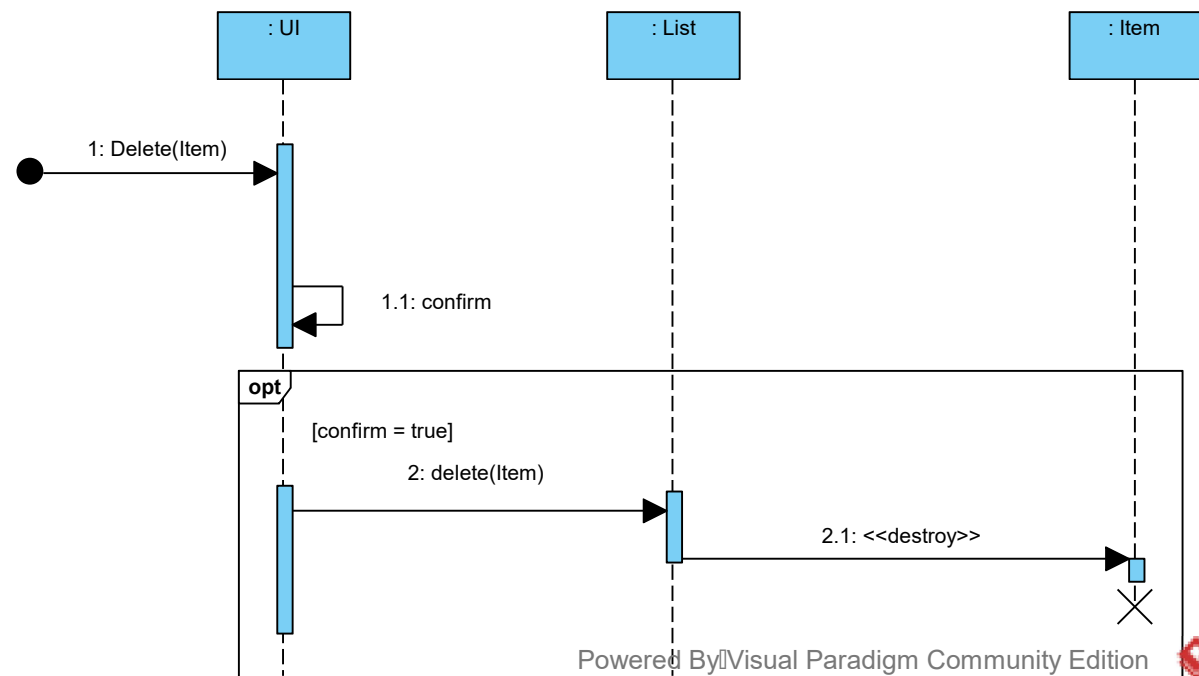 : UI
: List
: Item
1: Delete(Item)
1.1: confirm
opt
[confirm = true]
2: delete(Item)
2.1: <<destroy>>
Powered By Visual Paradigm Community Edition